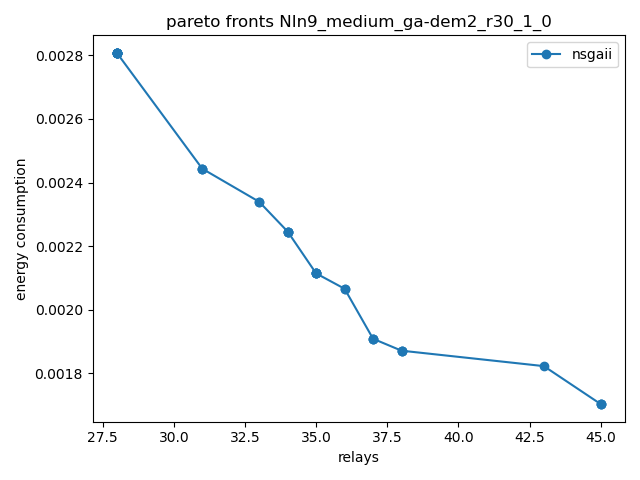 pareto fronts NIn9_medium_ga-dem2_r30_1_0
nsgaii
0.0028
0.0026
0.0024
0.0022
0.0020
0.0018
energy consumption
27.5 30.0 32.5 35.0 37.5 40.0 42.5 45.0
relays